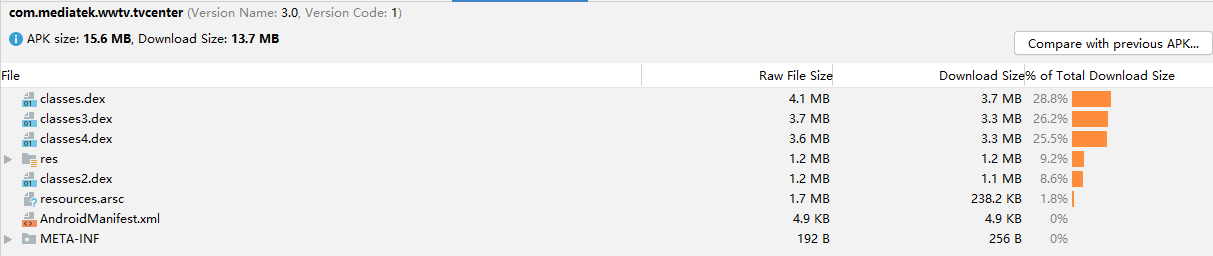 com.mediatek.wwtv.tvcenter (Version Name: 3.0, Version Code: 1)
APK size: 15.6 MB, Download Size: 13.7 MB
Compare with previous APK...
File Raw File Size Download Size % of Total Download Size
classes.dex 4.1 MB 3.7 MB 28.8%
classes3.dex 3.7 MB 3.3 MB 26.2%
classes4.dex 3.6 MB 3.3 MB 25.5%
res 1.2 MB 1.2 MB 9.2%
classes2.dex 1.2 MB 1.1 MB 8.6%
resources.arsc 1.7 MB 238.2 KB 1.8%
AndroidManifest.xml 4.9 KB 4.9 KB 0%
META-INF 192 B 256 B 0%